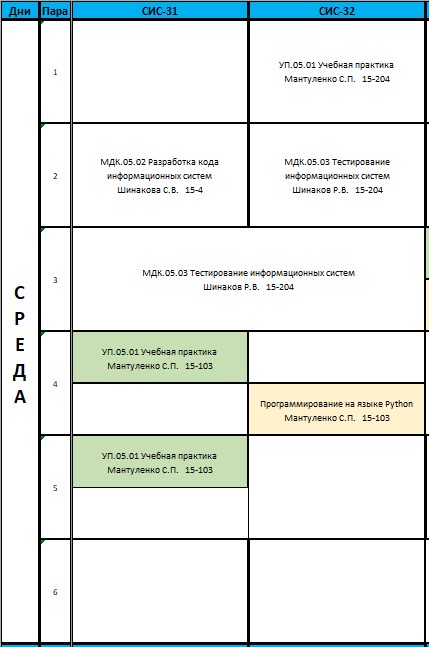 Дни Пара СИС-31 СИС-32
СРЕДА
1
УП.05.01 Учебная практика
Мантуленко С.П. 15-204
2
МДК.05.02 Разработка кода
информационных систем
Шинакова С.В. 15-4
МДК.05.03 Тестирование
информационных систем
Шинаков Р.В. 15-204
3
МДК.05.03 Тестирование информационных систем
Шинаков Р.В. 15-204
4
УП.05.01 Учебная практика
Мантуленко С.П. 15-103
Программирование на языке Python
Мантуленко С.П. 15-103
5
УП.05.01 Учебная практика
Мантуленко С.П. 15-103
6